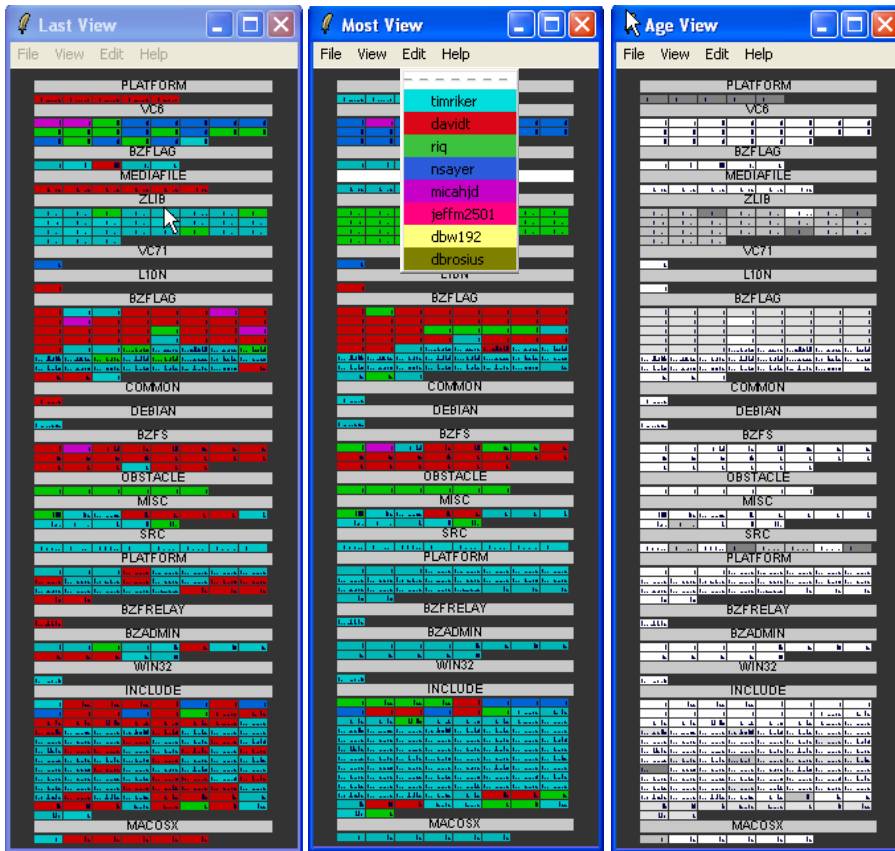 Last View
File View Edit Help
PLATFORM
VC6
BZFLAG
MEDIAFILE
ZLIB
VC71
L10N
BZFLAG
COMMON
DEBIAN
BZFS
OBSTACLE
MISC
SRC
PLATFORM
BZFRELAY
BZADMIN
WIN32
INCLUDE
MACOSX
Most View
File View Edit Help
timriker
davidt
riq
nsayer
micahjd
jeffm2501
dbw192
dbrosius
L10N
BZFLAG
COMMON
DEBIAN
BZFS
OBSTACLE
MISC
SRC
PLATFORM
BZFRELAY
BZADMIN
WIN32
INCLUDE
MACOSX
Age View
File View Edit Help
PLATFORM
VC6
BZFLAG
MEDIAFILE
ZLIB
VC71
L10N
BZFLAG
COMMON
DEBIAN
BZFS
OBSTACLE
MISC
SRC
PLATFORM
BZFRELAY
BZADMIN
WIN32
INCLUDE
MACOSX